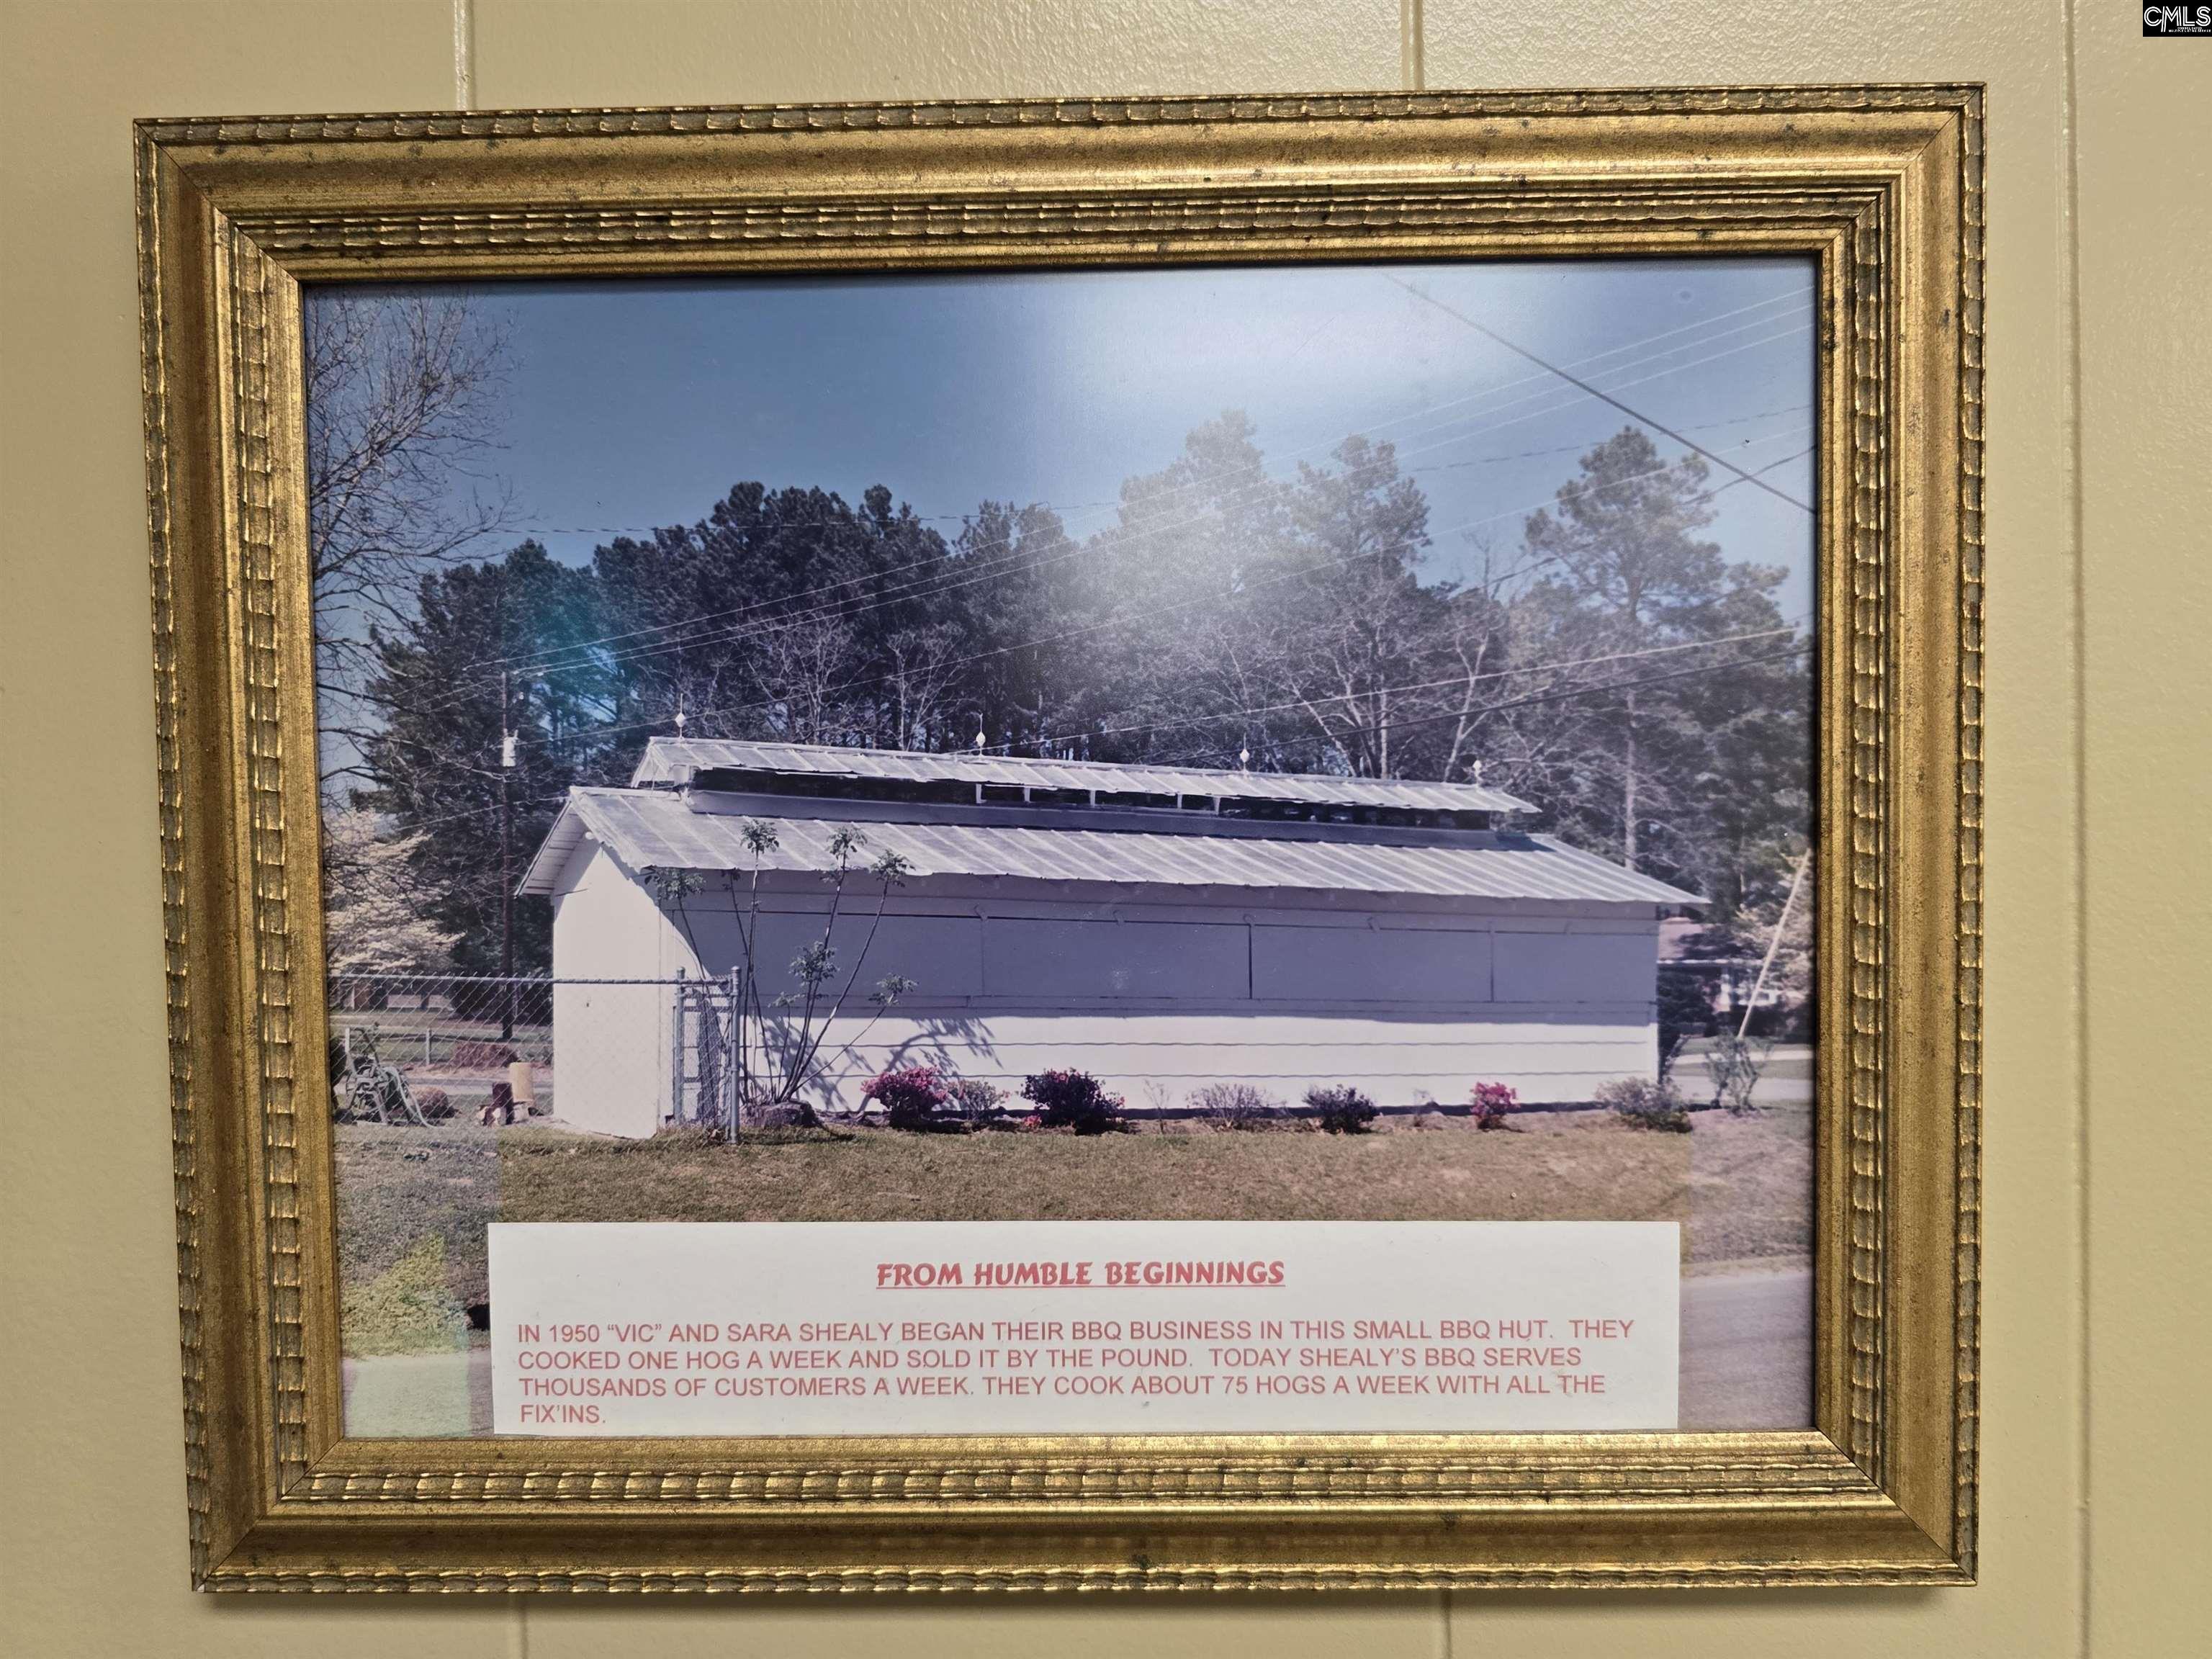 CMLS
FROM HUMBLE BEGINNINGS
IN 1950 “VIC” AND SARA SHEALY BEGAN THEIR BBQ BUSINESS IN THIS SMALL BBQ HUT. THEY
COOKED ONE HOG A WEEK AND SOLD IT BY THE POUND. TODAY SHEALY’S BBQ SERVES
THOUSANDS OF CUSTOMERS A WEEK. THEY COOK ABOUT 75 HOGS A WEEK WITH ALL THE
FIX’INS.